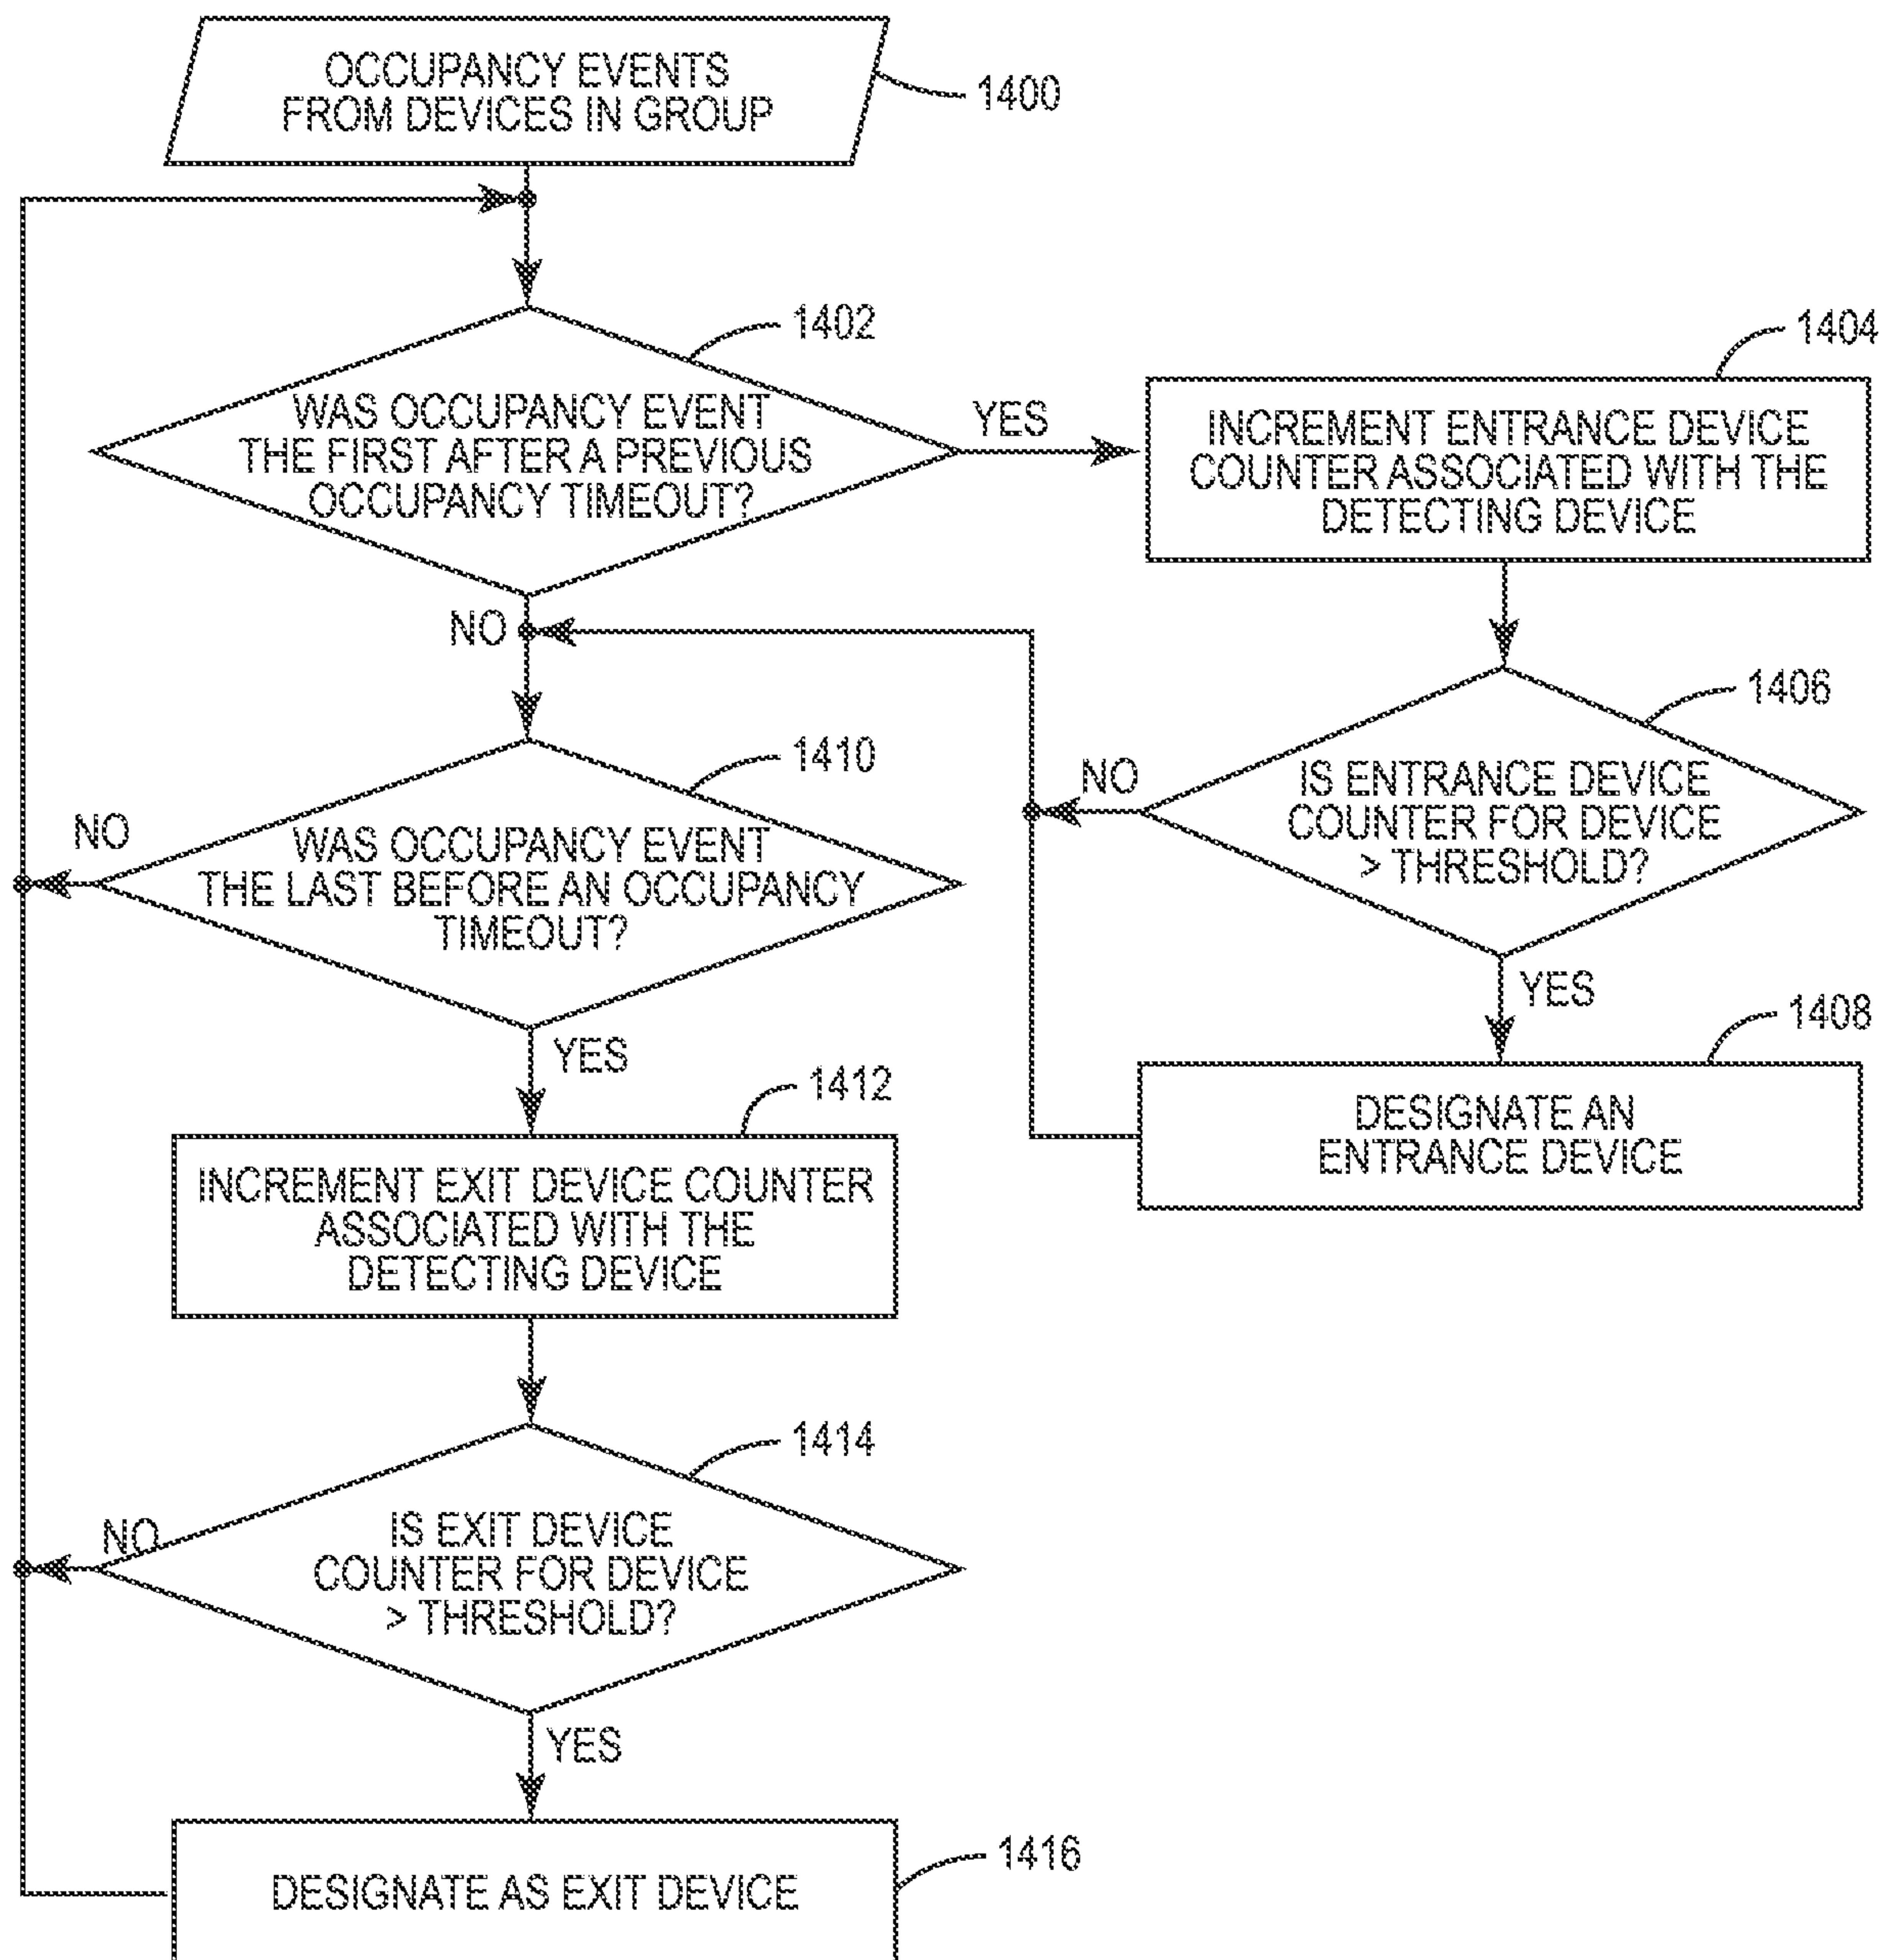 OCCUPANCY EVENTS
FROM DEVICES IN GROUP
1400
1402
WAS OCCUPANCY EVENT
THE FIRST AFTER A PREVIOUS
OCCUPANCY TIMEOUT?
YES
NO
1404
INCREMENT ENTRANCE DEVICE
COUNTER ASSOCIATED WITH THE
DETECTING DEVICE
1406
IS ENTRANCE DEVICE
COUNTER FOR DEVICE
> THRESHOLD?
NO
YES
1408
DESIGNATE AN
ENTRANCE DEVICE
1410
WAS OCCUPANCY EVENT
THE LAST BEFORE AN OCCUPANCY
TIMEOUT?
NO
YES
1412
INCREMENT EXIT DEVICE COUNTER
ASSOCIATED WITH THE
DETECTING DEVICE
1414
IS EXIT DEVICE
COUNTER FOR DEVICE
> THRESHOLD?
NO
YES
1416
DESIGNATE AS EXIT DEVICE